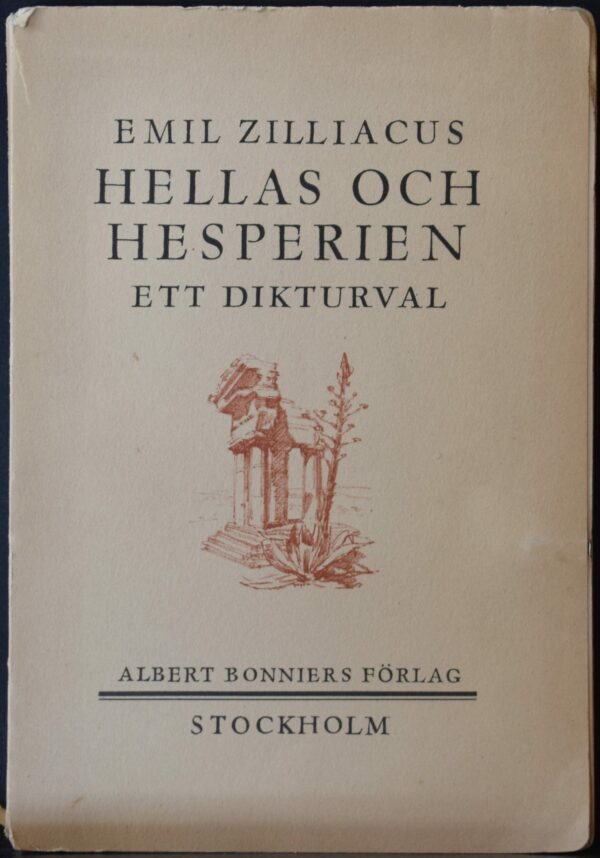 EMIL ZILLIACUS
HELLAS OCH
HESPERIEN
ETT DIKTURVAL
ALBERT BONNIERS FÖRLAG
STOCKHOLM